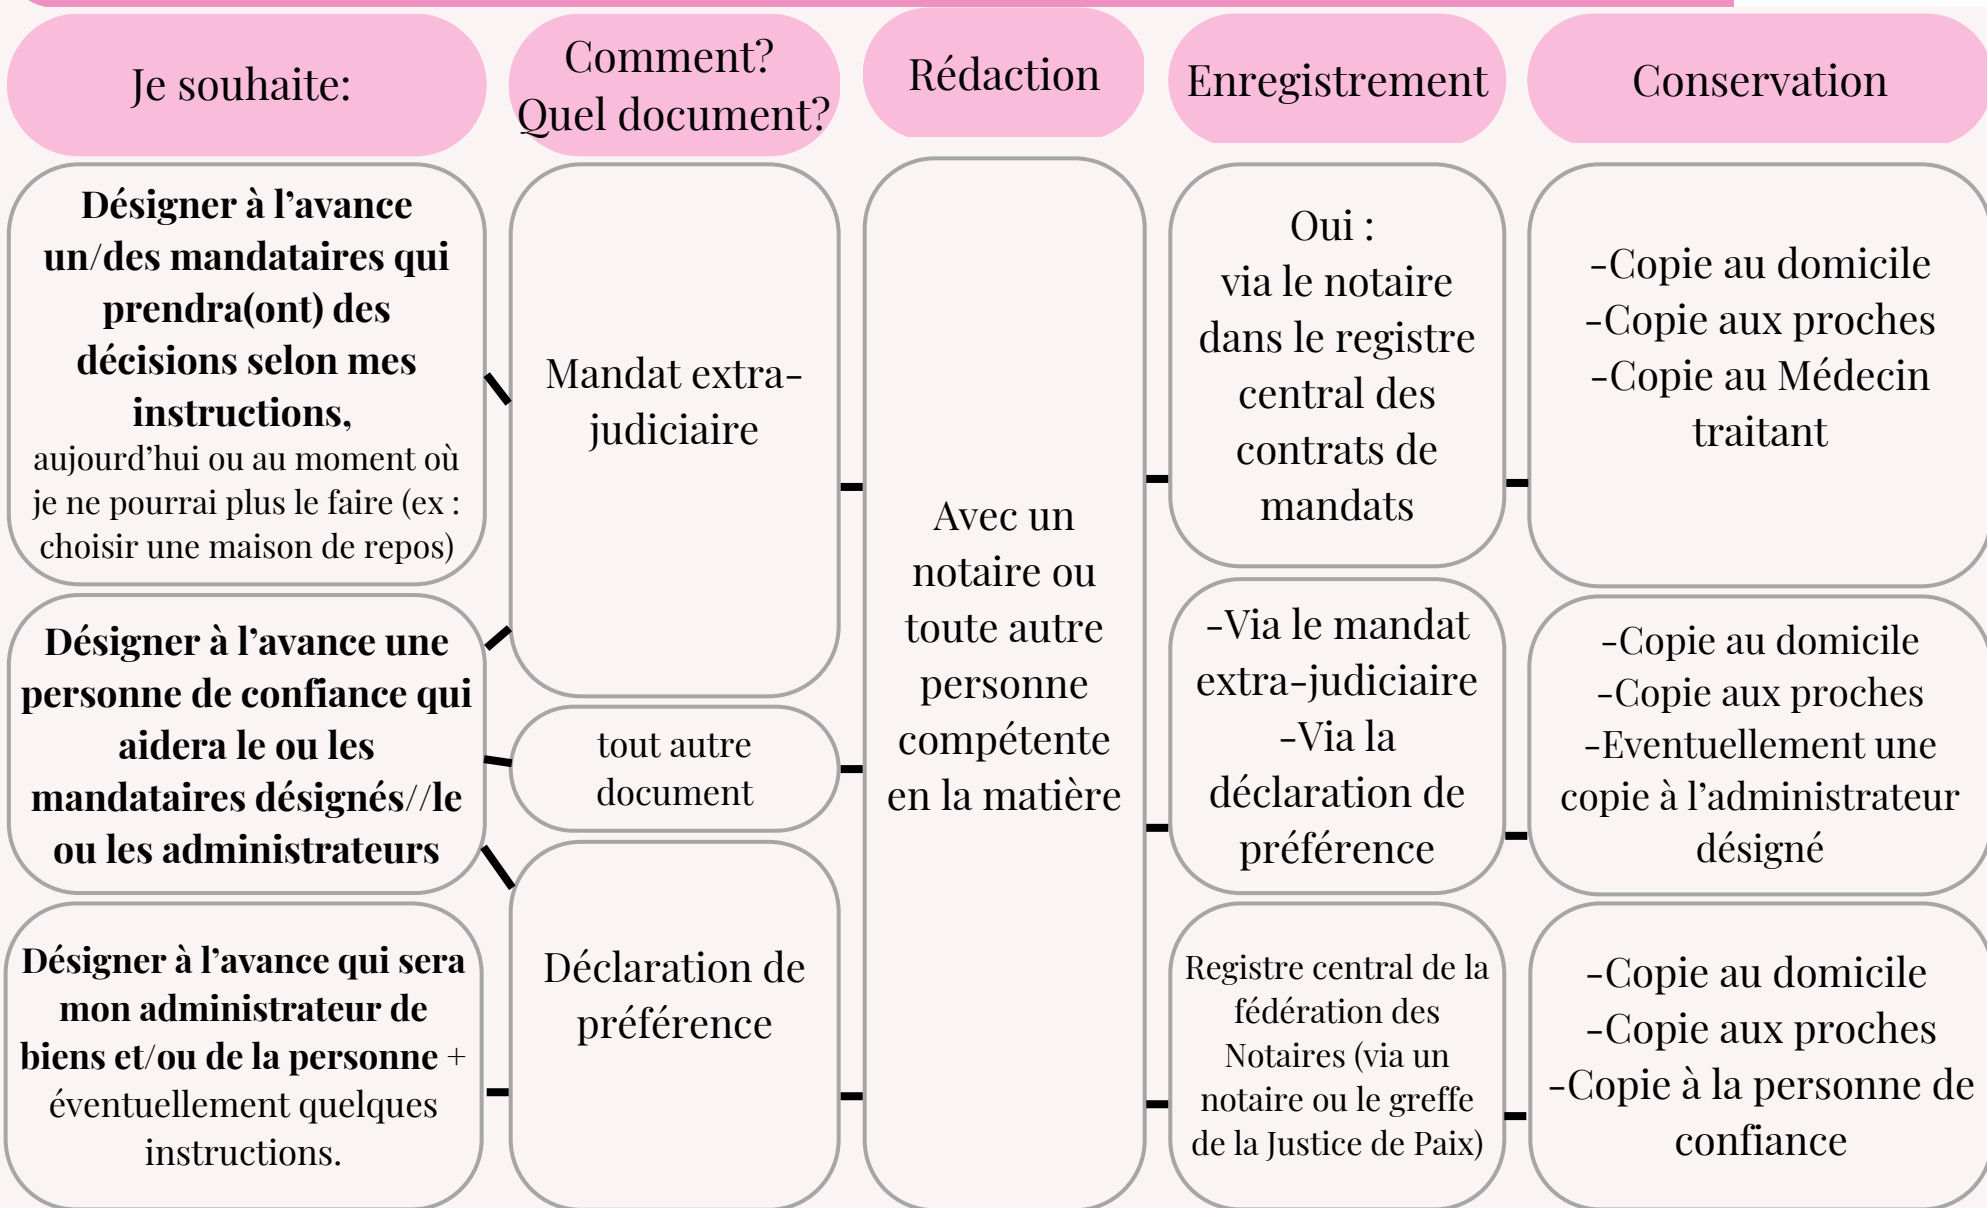 Je souhaite:
Comment?
Quel document?
Rédaction
Enregistrement
Conservation
Désigner à l’avance
un/des mandataires qui
prendra(ont) des
décisions selon mes
instructions,
aujourd’hui ou au moment où
je ne pourrai plus le faire (ex :
choisir une maison de repos)
Mandat extra-
judiciaire
Avec un
notaire ou
toute autre
personne
compétente
en la matière
Oui :
via le notaire
dans le registre
central des
contrats de
mandats
-Copie au domicile
-Copie aux proches
-Copie au Médecin
traitant
Désigner à l’avance une
personne de confiance qui
aidera le ou les
mandataires désignés//le
ou les administrateurs
tout autre
document
-Via le mandat
extra-judiciaire
-Via la
déclaration de
préférence
-Copie au domicile
-Copie aux proches
-Eventuellement une
copie à l’administrateur
désigné
Désigner à l’avance qui sera
mon administrateur de
biens et/ou de la personne +
éventuellement quelques
instructions.
Déclaration de
préférence
Registre central de la
fédération des
Notaires (via un
notaire ou le greffe
de la Justice de Paix)
-Copie au domicile
-Copie aux proches
-Copie à la personne de
confiance